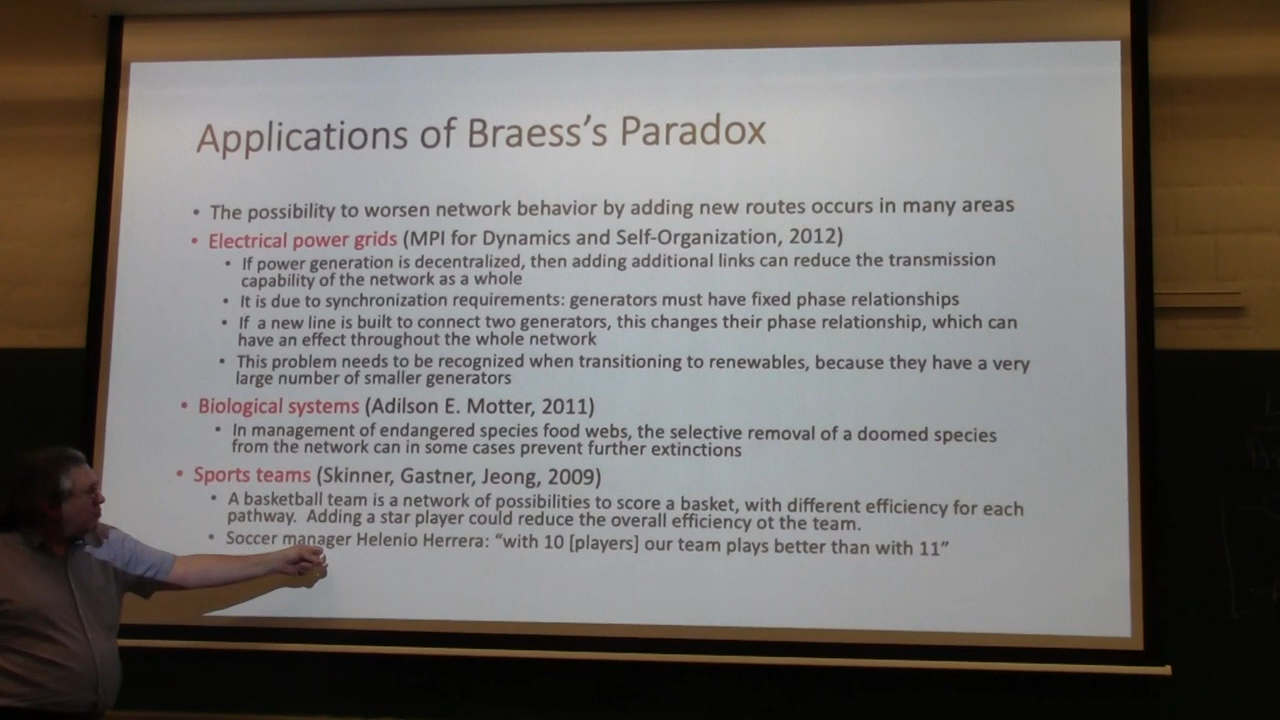 Applications of Braess's Paradox
• The possibility to worsen network behavior by adding new routes occurs in many areas
• Electrical power grids (MPI for Dynamics and Self-Organization, 2012)
• If power generation is decentralized, then adding additional links can reduce the transmission
capability of the network as a whole
• It is due to synchronization requirements: generators must have fixed phase relationships
• If a new line is built to connect two generators, this changes their phase relationship, which can
have an effect throughout the whole network
• This problem needs to be recognized when transitioning to renewables, because they have a very
large number of smaller generators
• Biological systems (Adilson E. Motter, 2011)
• In management of endangered species food webs, the selective removal of a doomed species
from the network can in some cases prevent further extinctions
• Sports teams (Skinner, Gastner, Jeong, 2009)
• A basketball team is a network of possibilities to score a basket, with different efficiency for each
pathway. Adding a star player could reduce the overall efficiency ot the team.
• Soccer manager Helenio Herrera: "with 10 [players] our team plays better than with 11"